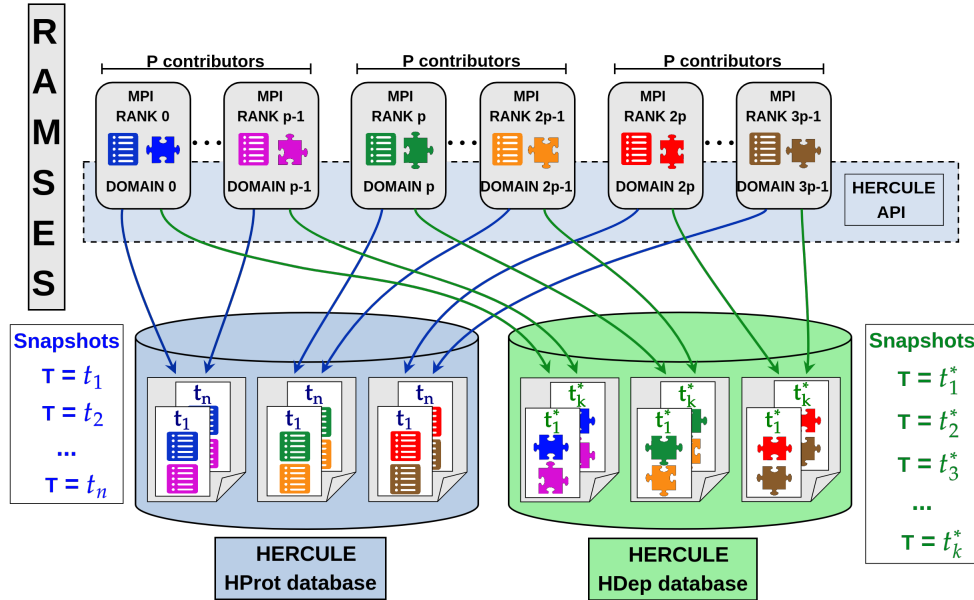 R
A
M
S
E
S
P contributors
P contributors
P contributors
MPI
RANK 0
DOMAIN 0
...
MPI
RANK p-1
DOMAIN p-1
MPI
RANK p
DOMAIN p
...
MPI
RANK 2p-1
DOMAIN 2p-1
MPI
RANK 2p
DOMAIN 2p
...
MPI
RANK 3p-1
DOMAIN 3p-1
HERCULE
API
Snapshots
T = t₁
T = t₂
...
T = tₙ
tₙ
t₁
tₙ
t₁
tₙ
t₁
t*ₖ
t*₁
t*ₖ
t*₁
t*ₖ
t*₁
Snapshots
T = t*₁
T = t*₂
T = t*₃
...
T = t*ₖ
HERCULE
HProt database
HERCULE
HDep database